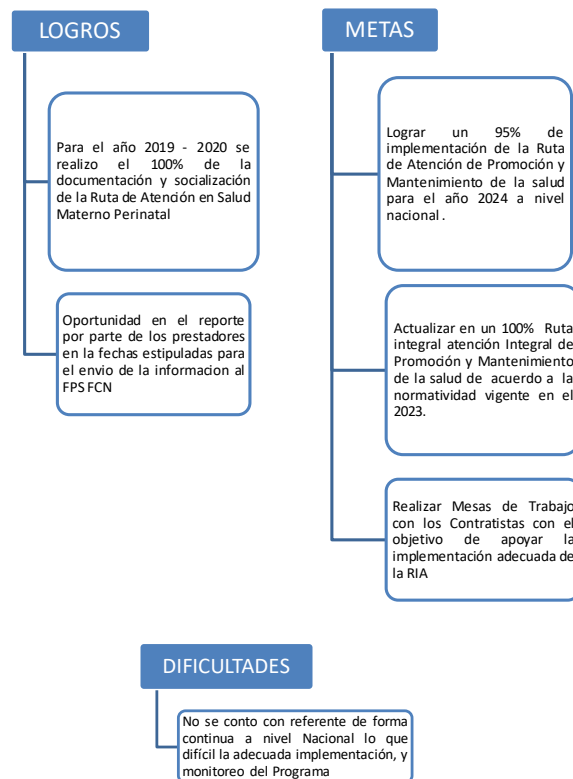 LOGROS
Para el año 2019 - 2020 se
realizo el 100% de la
documentación y socialización
de la Ruta de Atención en Salud
Materno Perinatal
Oportunidad en el reporte
por parte de los prestadores
en la fechas estipuladas para
el envio de la informacion al
FPS FCN
METAS
Lograr un 95% de
implementación de la Ruta
de Atención de Promoción y
Mantenimiento de la salud
para el año 2024 a nivel
nacional .
Actualizar en un 100% Ruta
integral atención Integral de
Promoción y Mantenimiento
de la salud de acuerdo a la
normatividad vigente en el
2023.
Realizar Mesas de Trabajo
con los Contratistas con el
objetivo de apoyar la
implementación adecuada de
la RIA
DIFICULTADES
No se conto con referente de forma
continua a nivel Nacional lo que
difícil la adecuada implementación, y
monitoreo del Programa